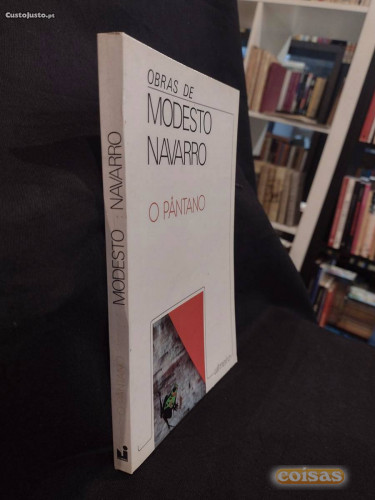 CustoJusto.pt
OBRAS DE
MODESTO
NAVARRO
O PÂNTANO
MODESTO NAVARRO
coisas